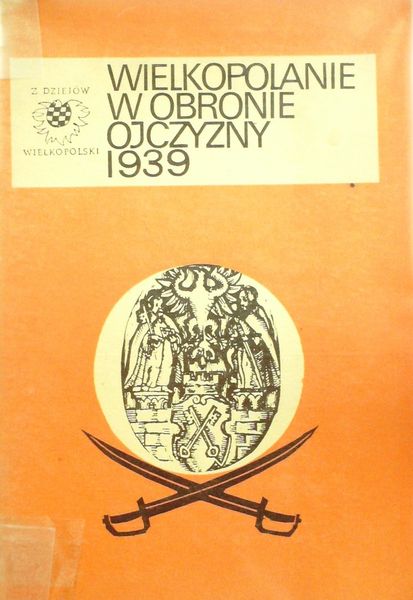 Z DZIEJÓW
WIELKOPOLSKI
WIELKOPOLANIE
W OBRONIE
OJCZYZNY
1939